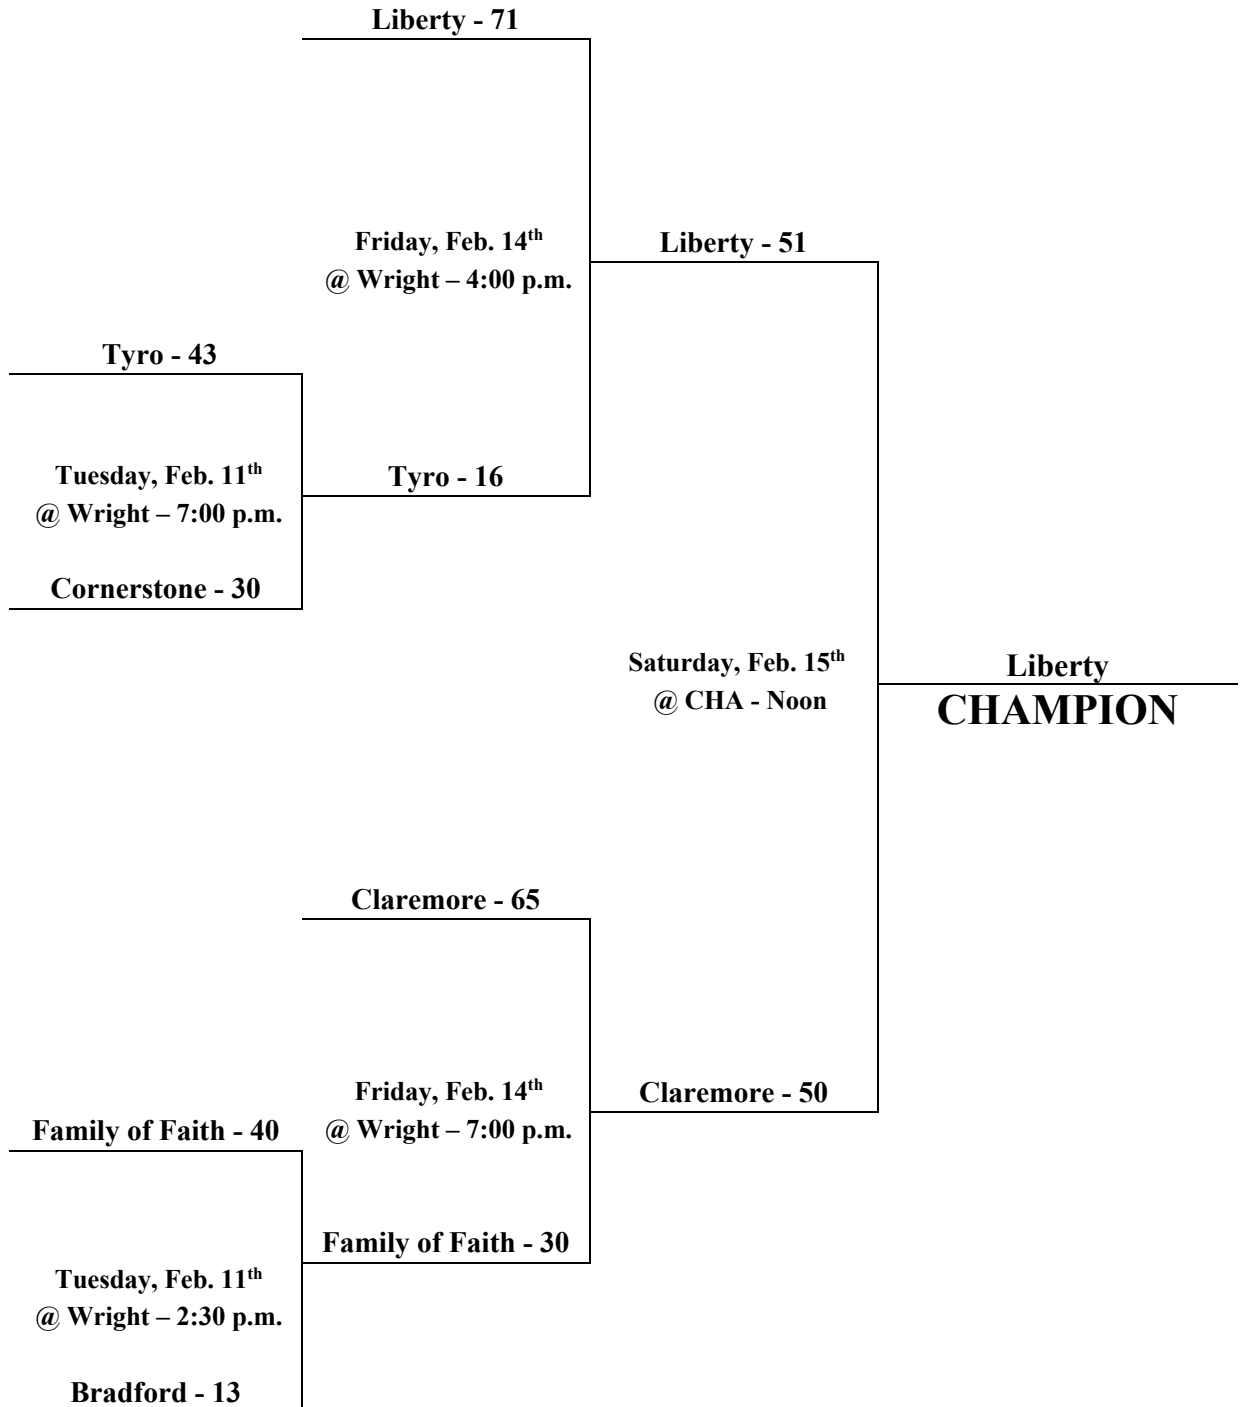 Liberty - 71
Friday, Feb. 14th
@ Wright – 4:00 p.m.
Liberty - 51
Tyro - 43
Tuesday, Feb. 11th
@ Wright – 7:00 p.m.
Tyro - 16
Cornerstone - 30
Saturday, Feb. 15th
@ CHA - Noon
Liberty
CHAMPION
Claremore - 65
Friday, Feb. 14th
@ Wright – 7:00 p.m.
Claremore - 50
Family of Faith - 40
Family of Faith - 30
Tuesday, Feb. 11th
@ Wright – 2:30 p.m.
Bradford - 13